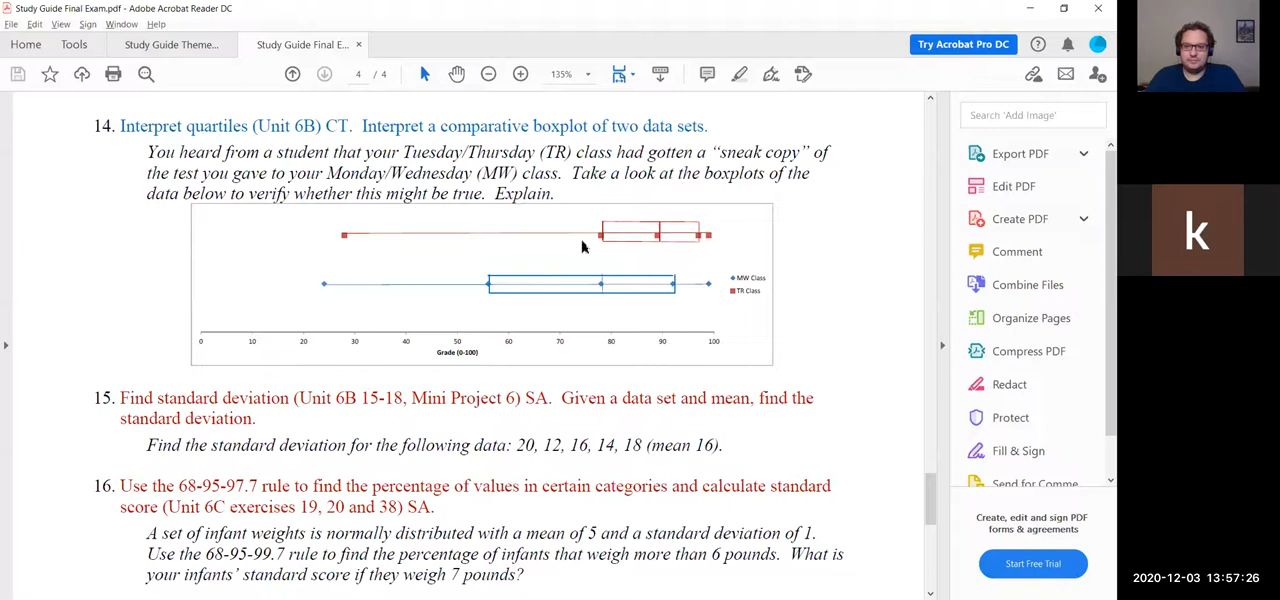 Study Guide Final Exam.pdf - Adobe Acrobat Reader DC
File Edit View Sign Window Help
Home Tools Study Guide Theme... Study Guide Final E... ×
Try Acrobat Pro DC
4 / 4 135%
Search 'Add Image'
14. Interpret quartiles (Unit 6B) CT. Interpret a comparative boxplot of two data sets.
You heard from a student that your Tuesday/Thursday (TR) class had gotten a “sneak copy” of
the test you gave to your Monday/Wednesday (MW) class. Take a look at the boxplots of the
data below to verify whether this might be true. Explain.
MW Class
TR Class
0 10 20 30 40 50 60 70 80 90 100
Grade (0-100)
15. Find standard deviation (Unit 6B 15-18, Mini Project 6) SA. Given a data set and mean, find the
standard deviation.
Find the standard deviation for the following data: 20, 12, 16, 14, 18 (mean 16).
16. Use the 68-95-97.7 rule to find the percentage of values in certain categories and calculate standard
score (Unit 6C exercises 19, 20 and 38) SA.
A set of infant weights is normally distributed with a mean of 5 and a standard deviation of 1.
Use the 68-95-99.7 rule to find the percentage of infants that weigh more than 6 pounds. What is
your infants’ standard score if they weigh 7 pounds?
Export PDF
Edit PDF
Create PDF
Comment
Combine Files
Organize Pages
Compress PDF
Redact
Protect
Fill & Sign
Send for Comme
Create, edit and sign PDF
forms & agreements
Start Free Trial
k
2020-12-03 13:57:26